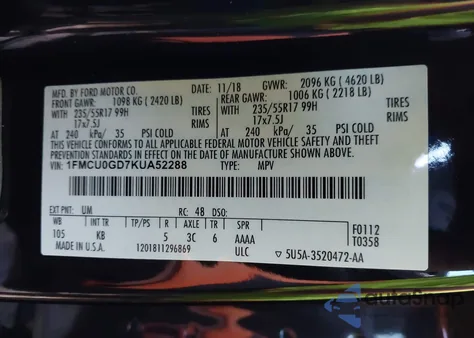 MFD. BY FORD MOTOR CO.
DATE: 11/18 GVWR: 2096 KG (4620 LB)
FRONT GAWR: 1098 KG (2420 LB) REAR GAWR: 1006 KG (2218 LB)
WITH 235/55R17 99H TIRES WITH 235/55R17 99H TIRES
17x7.5J RIMS 17x7.5J RIMS
AT 240 kPa/ 35 PSI COLD AT 240 kPa/ 35 PSI COLD
THIS VEHICLE CONFORMS TO ALL APPLICABLE FEDERAL MOTOR VEHICLE SAFETY, BUMPER, AND THEFT PREVENTION STANDARDS IN EFFECT ON THE DATE OF MANUFACTURE SHOWN ABOVE.
VIN: 1FMCU0GD7KUA52288 TYPE: MPV
EXT PNT: UM RC: 48 DSO: F0112
WB INT TR TP/PS R AXLE TR SPR T0358
105 KB 5 3C 6 AAAA
MADE IN U.S.A. 1201811296869 ULC 5U5A-3520472-AA
autoSnap